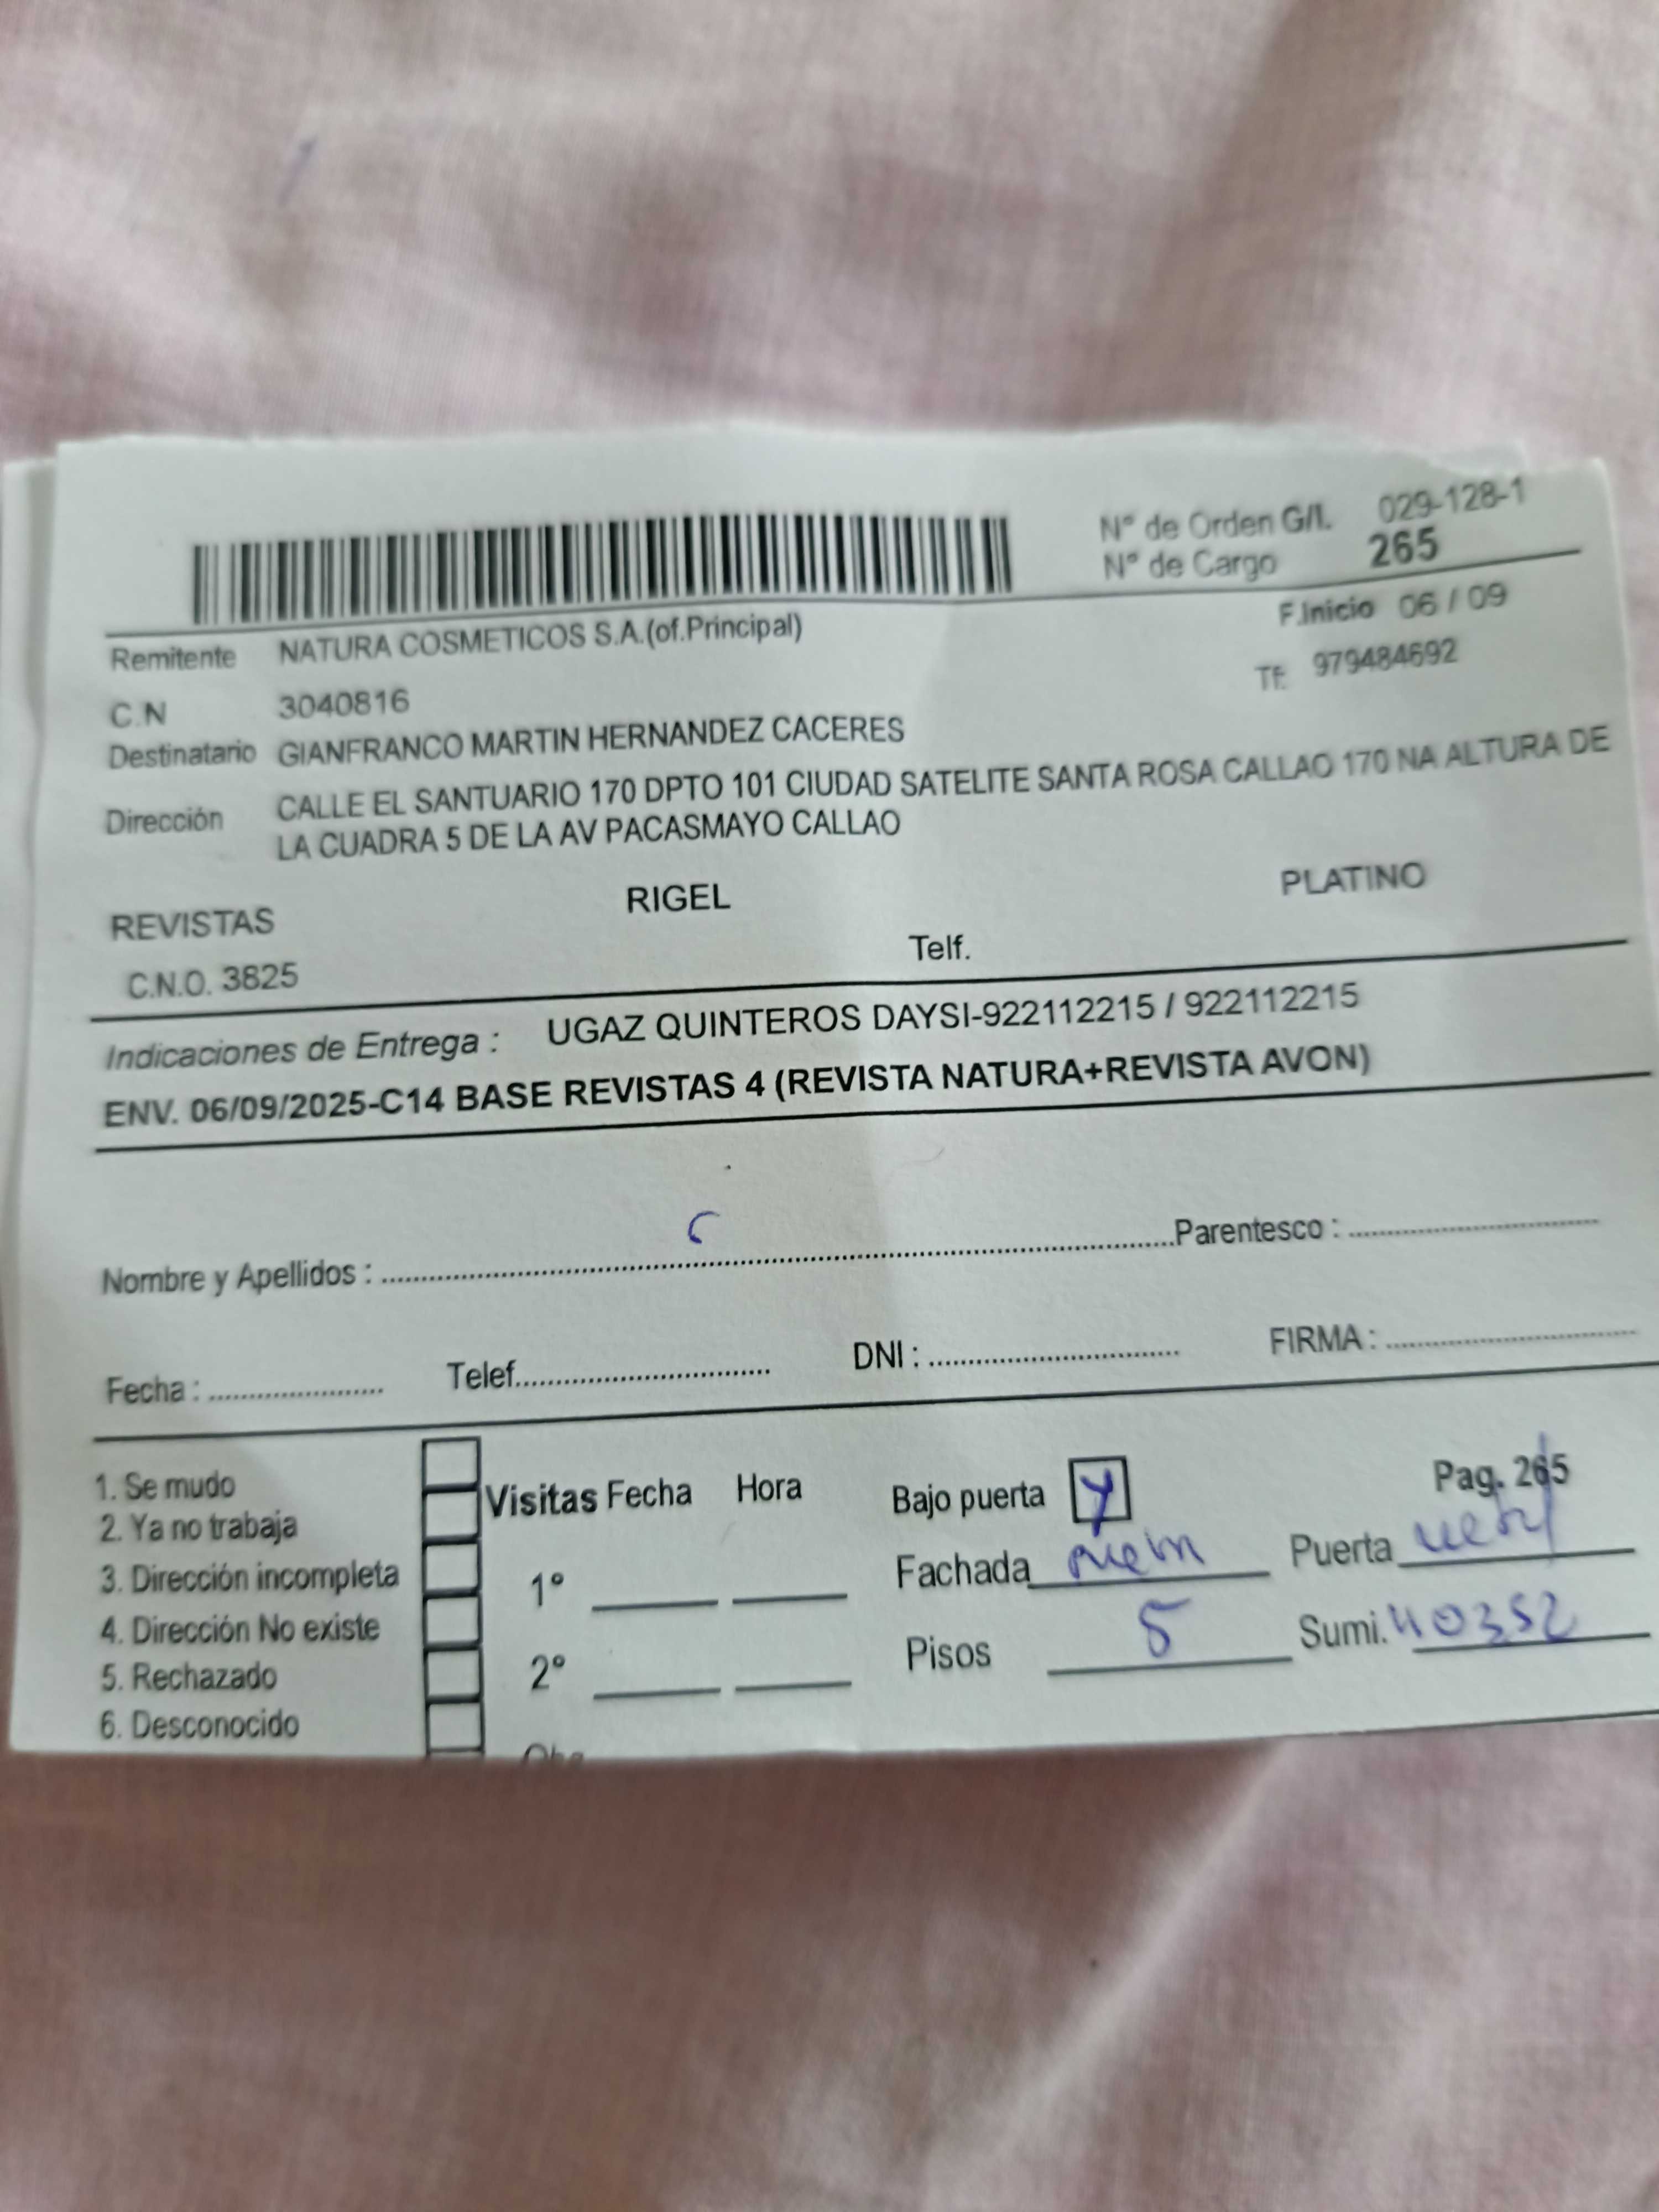 N° de Orden G/I. 029-128-1
N° de Cargo 265
F.Inicio 06 / 09
Remitente NATURA COSMETICOS S.A.(of.Principal)
Tf: 979484692
C.N 3040816
Destinatario GIANFRANCO MARTIN HERNANDEZ CACERES
Dirección CALLE EL SANTUARIO 170 DPTO 101 CIUDAD SATELITE SANTA ROSA CALLAO 170 NA ALTURA DE
LA CUADRA 5 DE LA AV PACASMAYO CALLAO
REVISTAS RIGEL PLATINO
C.N.O. 3825 Telf.
Indicaciones de Entrega : UGAZ QUINTEROS DAYSI-922112215 / 922112215
ENV. 06/09/2025-C14 BASE REVISTAS 4 (REVISTA NATURA+REVISTA AVON)
Nombre y Apellidos : Parentesco :
Fecha : Telef. DNI : FIRMA :
1. Se mudo
2. Ya no trabaja
3. Dirección incompleta
4. Dirección No existe
5. Rechazado
6. Desconocido
Visitas Fecha Hora
1°
2°
Bajo puerta Pag. 265
Fachada Puerta
Pisos 5 Sumi. 40352